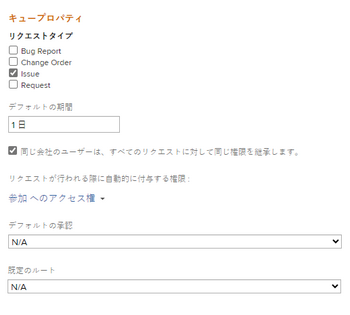 キュープロパティ
リクエストタイプ
Bug Report
Change Order
Issue
Request
デフォルトの期間
1 日
同じ会社のユーザーは、すべてのリクエストに対して同じ権限を継承します。
リクエストが行われる際に自動的に付与する権限 :
参加 へのアクセス権
デフォルトの承認
N/A
既定のルート
N/A